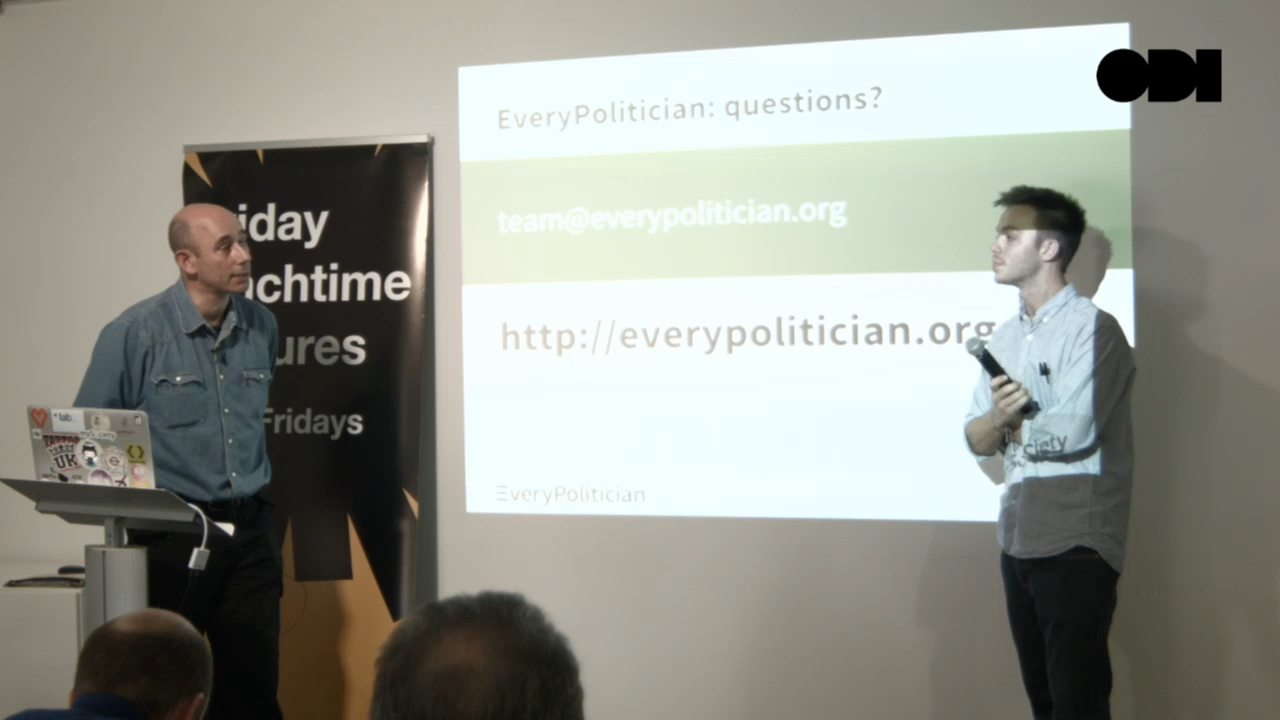 ODI
EveryPolitician: questions?
team@everypolitician.org
http://everypolitician.org
EveryPolitician
iday
chtime
ures
Fridays
UK